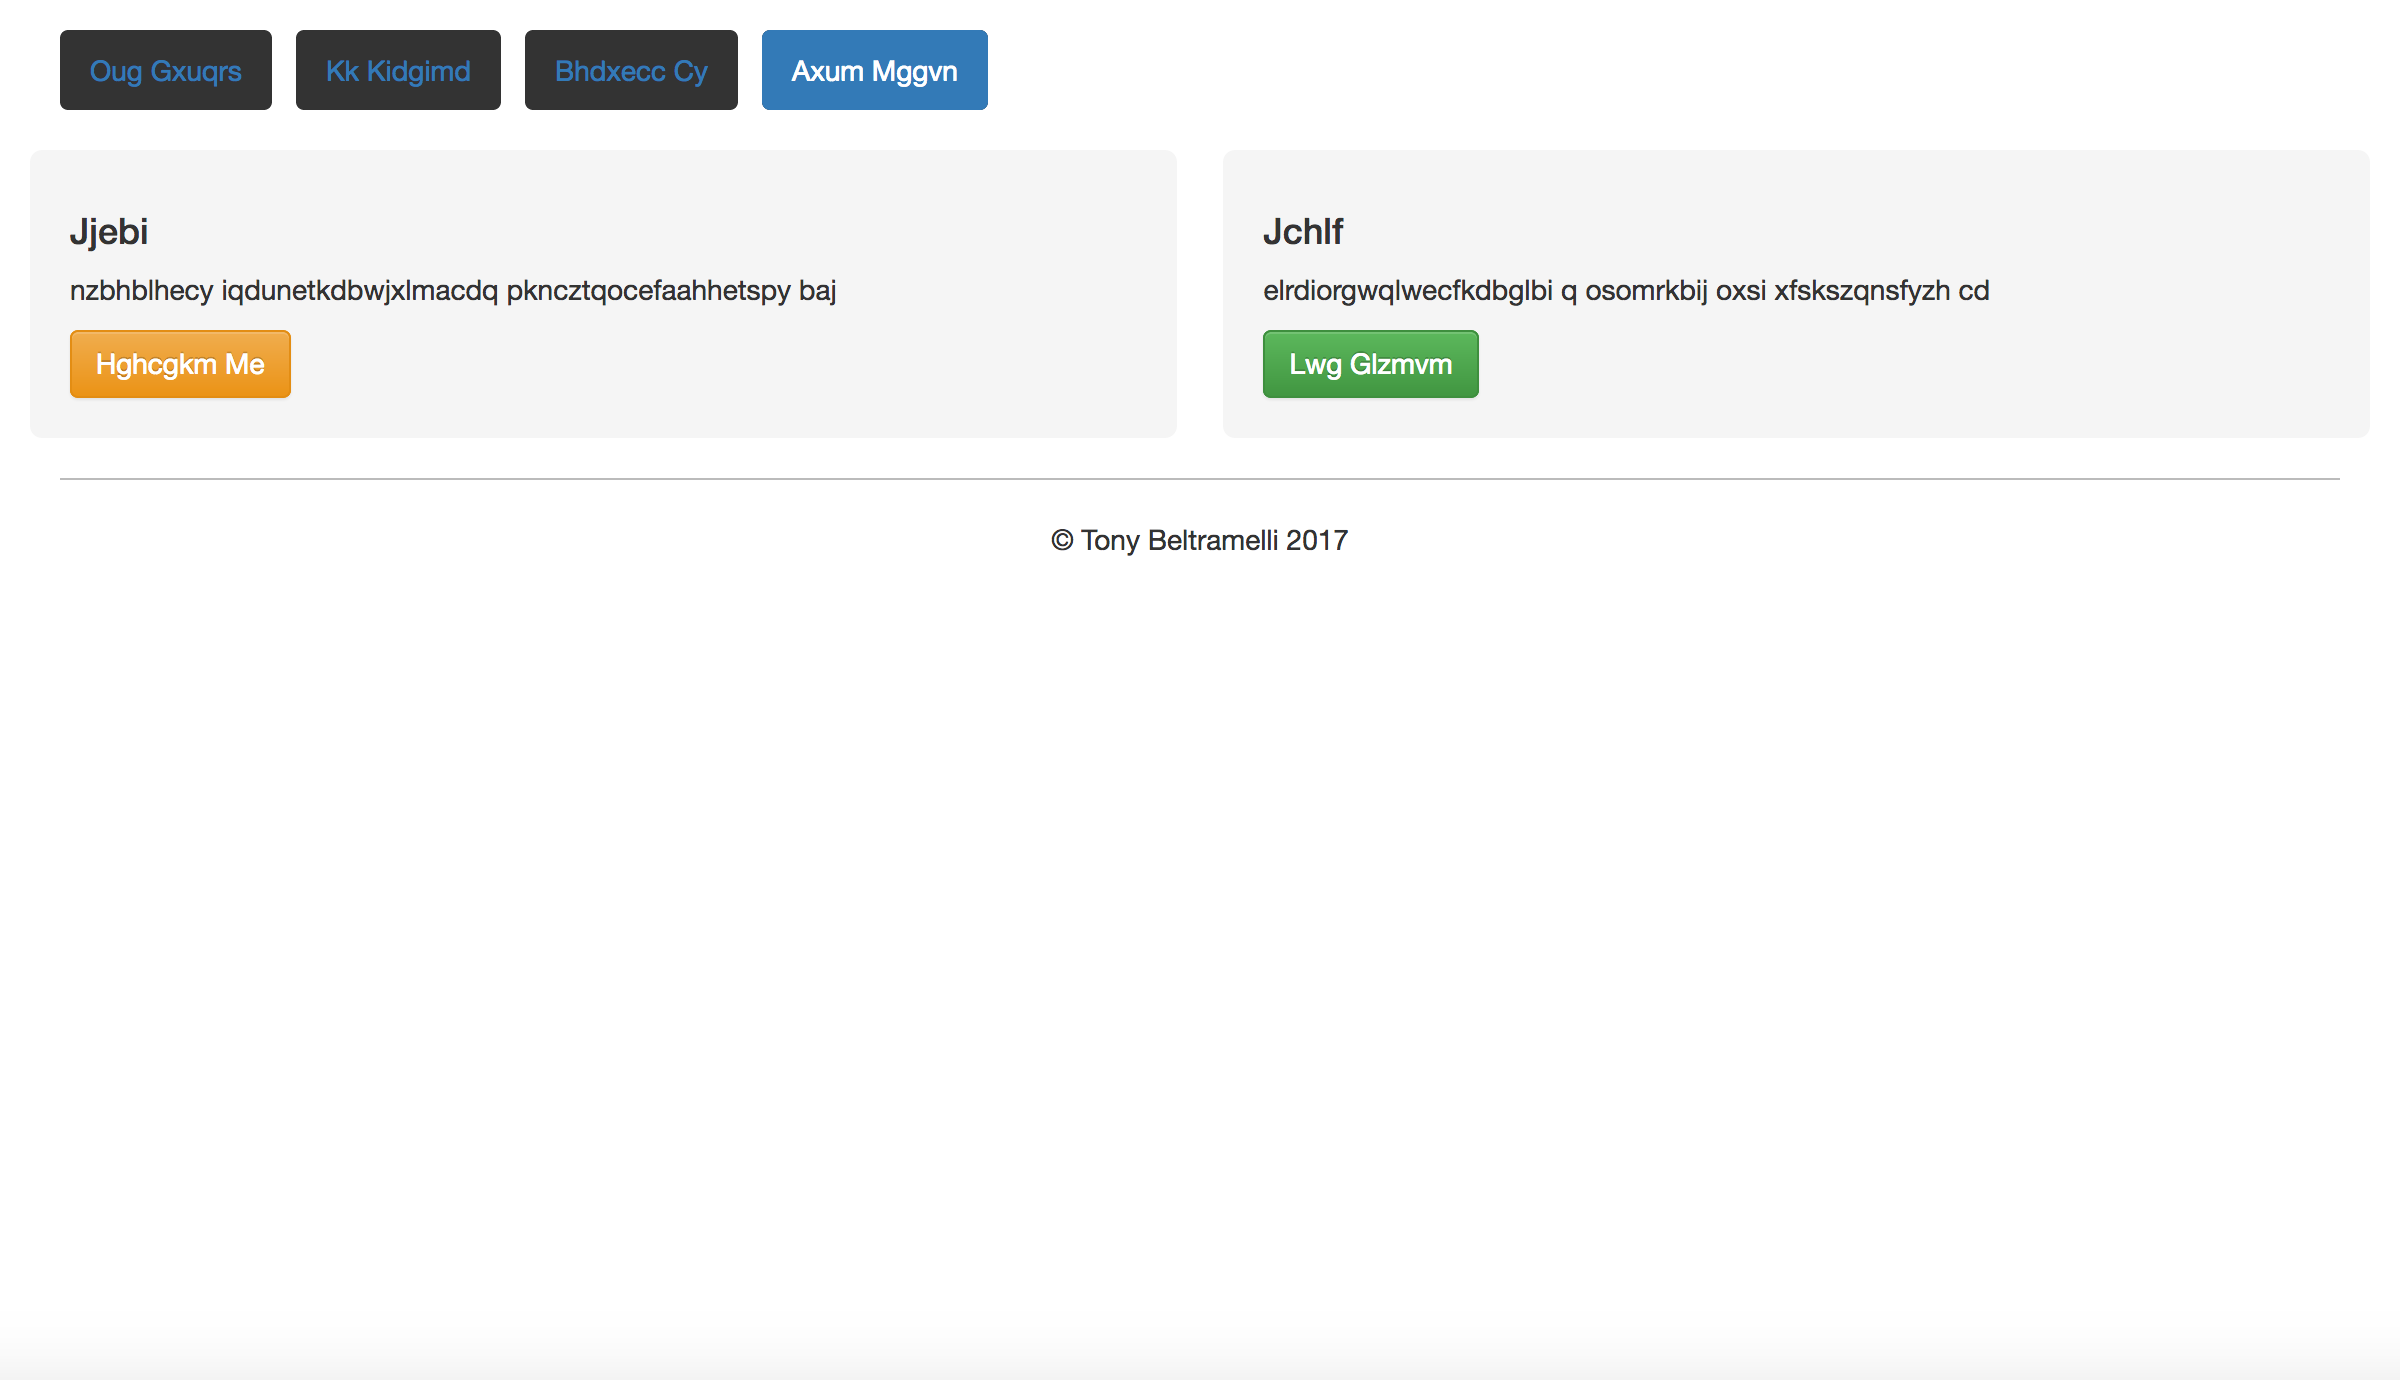 Oug Gxuqrs Kk Kidgimd Bhdxecc Cy Axum Mggvn
Jjebi
nzbhblhecy iqdunetkdbwjxlmacdq pkncztqocefaahhetspy baj
Hghcgkm Me
Jchlf
elrdiorgwqlwecfkdbglbi q osomrkbij oxsi xfskszqnsfyzh cd
Lwg Glzmvm
© Tony Beltramelli 2017